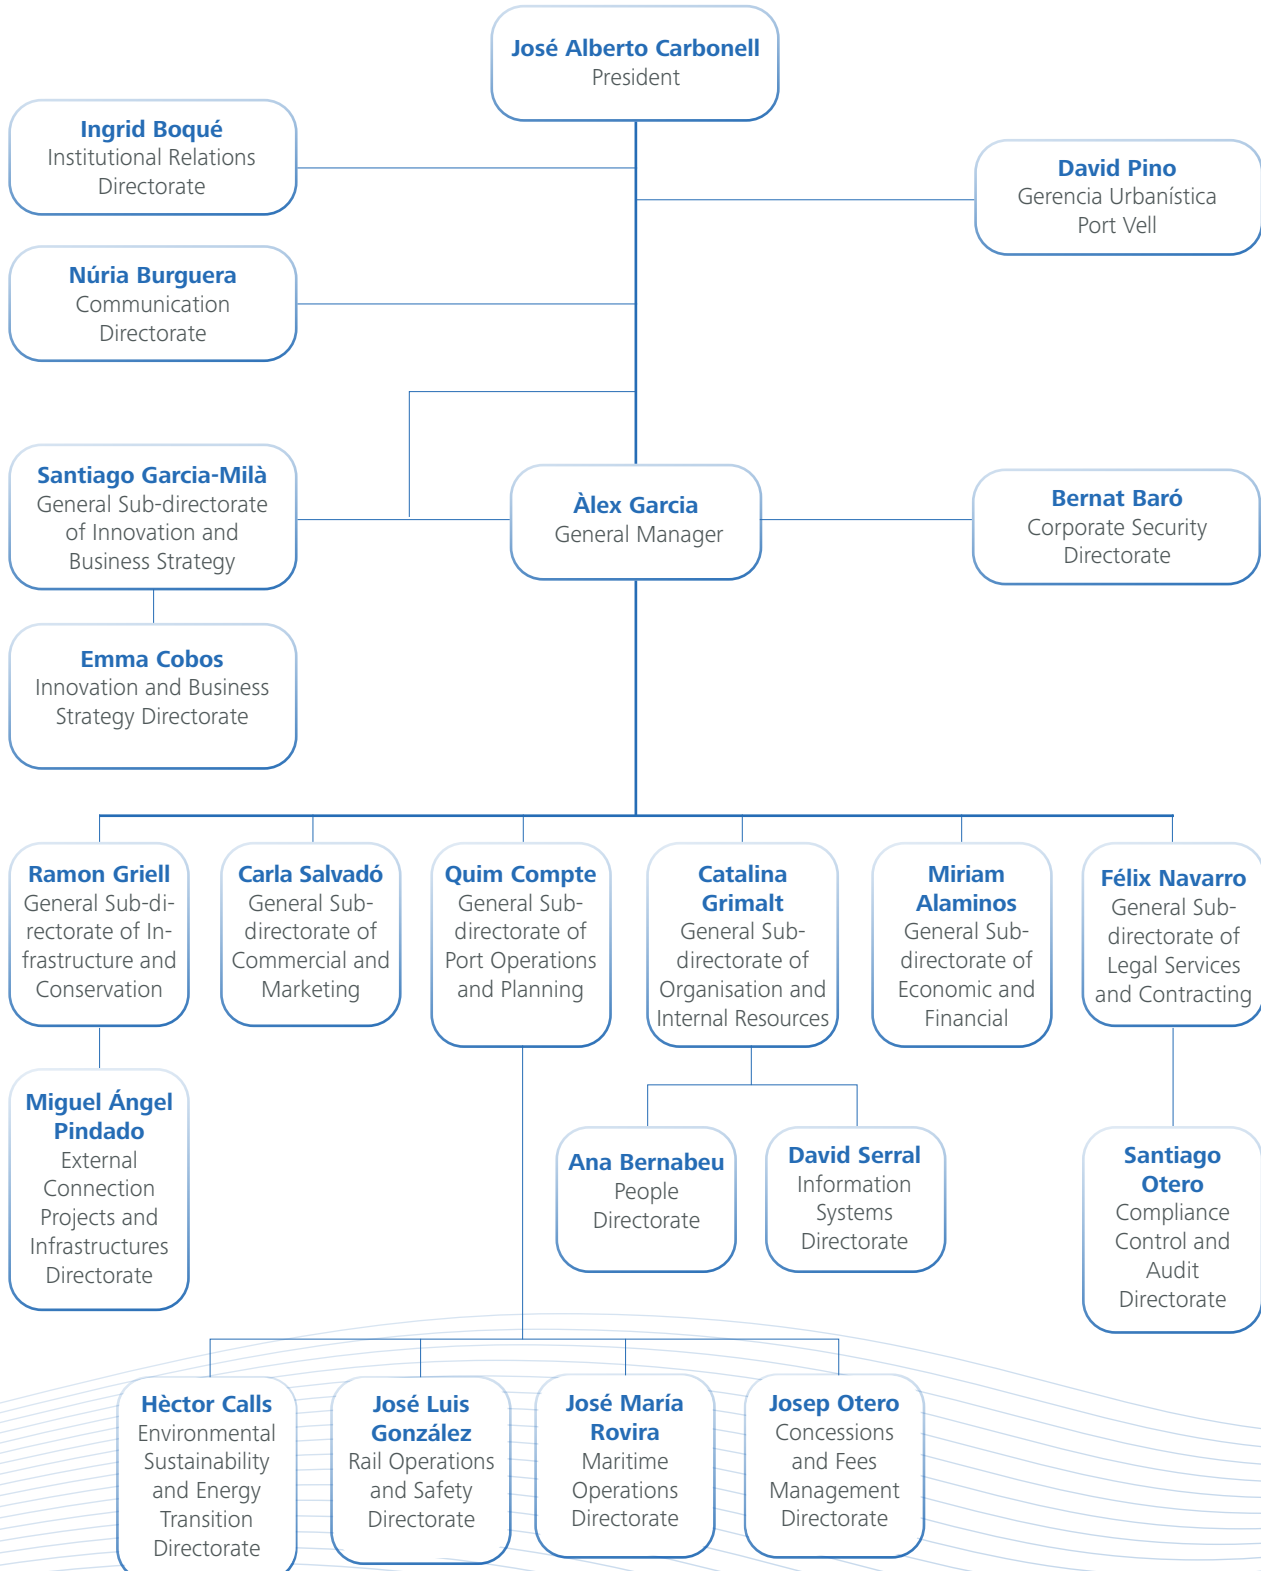 José Alberto Carbonell
President
Ingrid Boqué
Institutional Relations
Directorate
David Pino
Gerencia Urbanística
Port Vell
Núria Burguera
Communication
Directorate
Santiago Garcia-Milà
General Sub-directorate
of Innovation and
Business Strategy
Àlex Garcia
General Manager
Bernat Baró
Corporate Security
Directorate
Emma Cobos
Innovation and Business
Strategy Directorate
Ramon Griell
General Sub-di-
rectorate of In-
frastructure and
Conservation
Carla Salvadó
General Sub-
directorate of
Commercial and
Marketing
Quim Compte
General Sub-
directorate of
Port Operations
and Planning
Catalina
Grimalt
General Sub-
directorate of
Organisation and
Internal Resources
Miriam
Alaminos
General Sub-
directorate of
Economic and
Financial
Félix Navarro
General Sub-
directorate of
Legal Services
and Contracting
Miguel Ángel
Pindado
External
Connection
Projects and
Infrastructures
Directorate
Ana Bernabeu
People
Directorate
David Serral
Information
Systems
Directorate
Santiago
Otero
Compliance
Control and
Audit
Directorate
Hèctor Calls
Environmental
Sustainability
and Energy
Transition
Directorate
José Luis
González
Rail Operations
and Safety
Directorate
José María
Rovira
Maritime
Operations
Directorate
Josep Otero
Concessions
and Fees
Management
Directorate